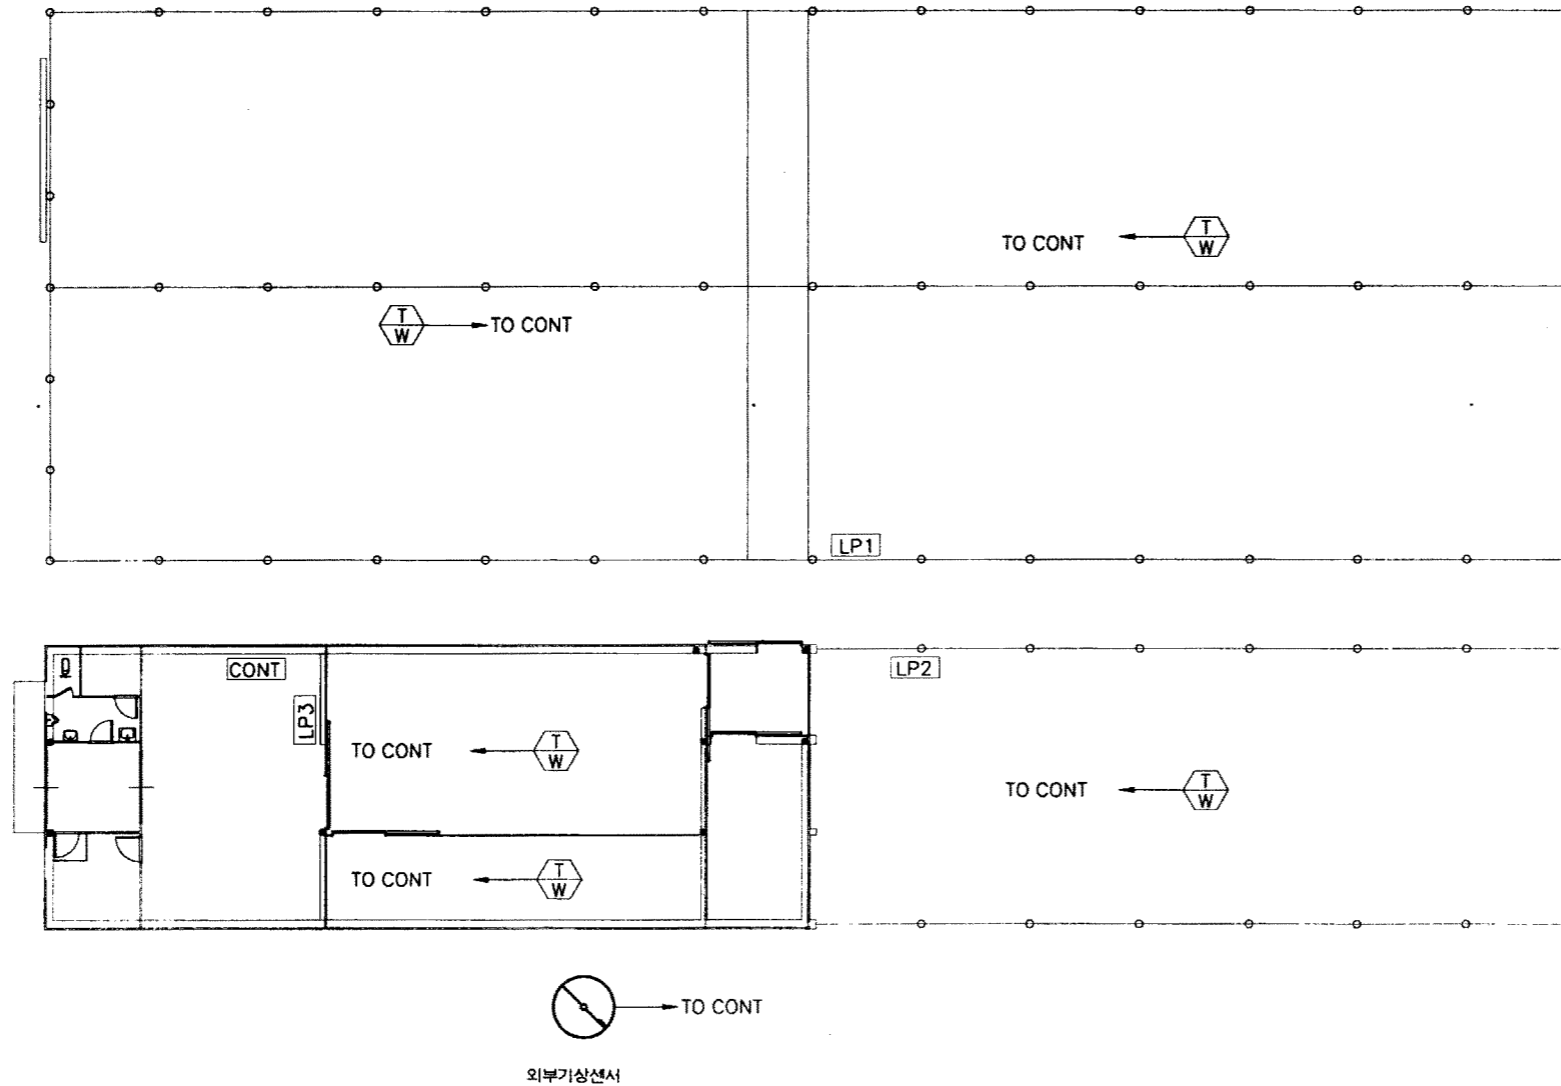 T
W
TO CONT
T
W
TO CONT
LP1
CONT
LP2
LP3
T
W
TO CONT
T
W
TO CONT
T
W
TO CONT
TO CONT
외부기상센서